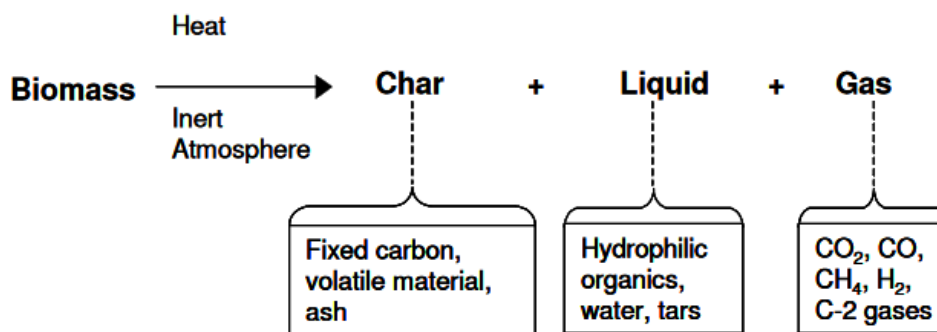 Heat
Biomass
Inert
Atmosphere
Char + Liquid + Gas
Fixed carbon,
volatile material,
ash
Hydrophilic
organics,
water, tars
CO₂, CO,
CH₄, H₂,
C-2 gases